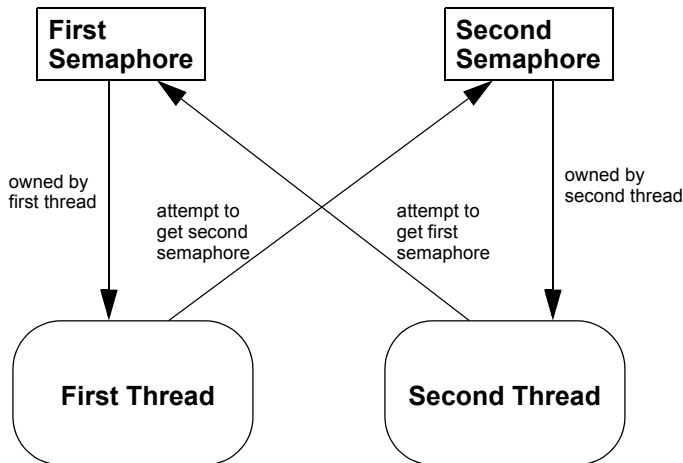 First
Semaphore
Second
Semaphore
owned by
first thread
attempt to
get second
semaphore
attempt to
get first
semaphore
owned by
second thread
First Thread
Second Thread